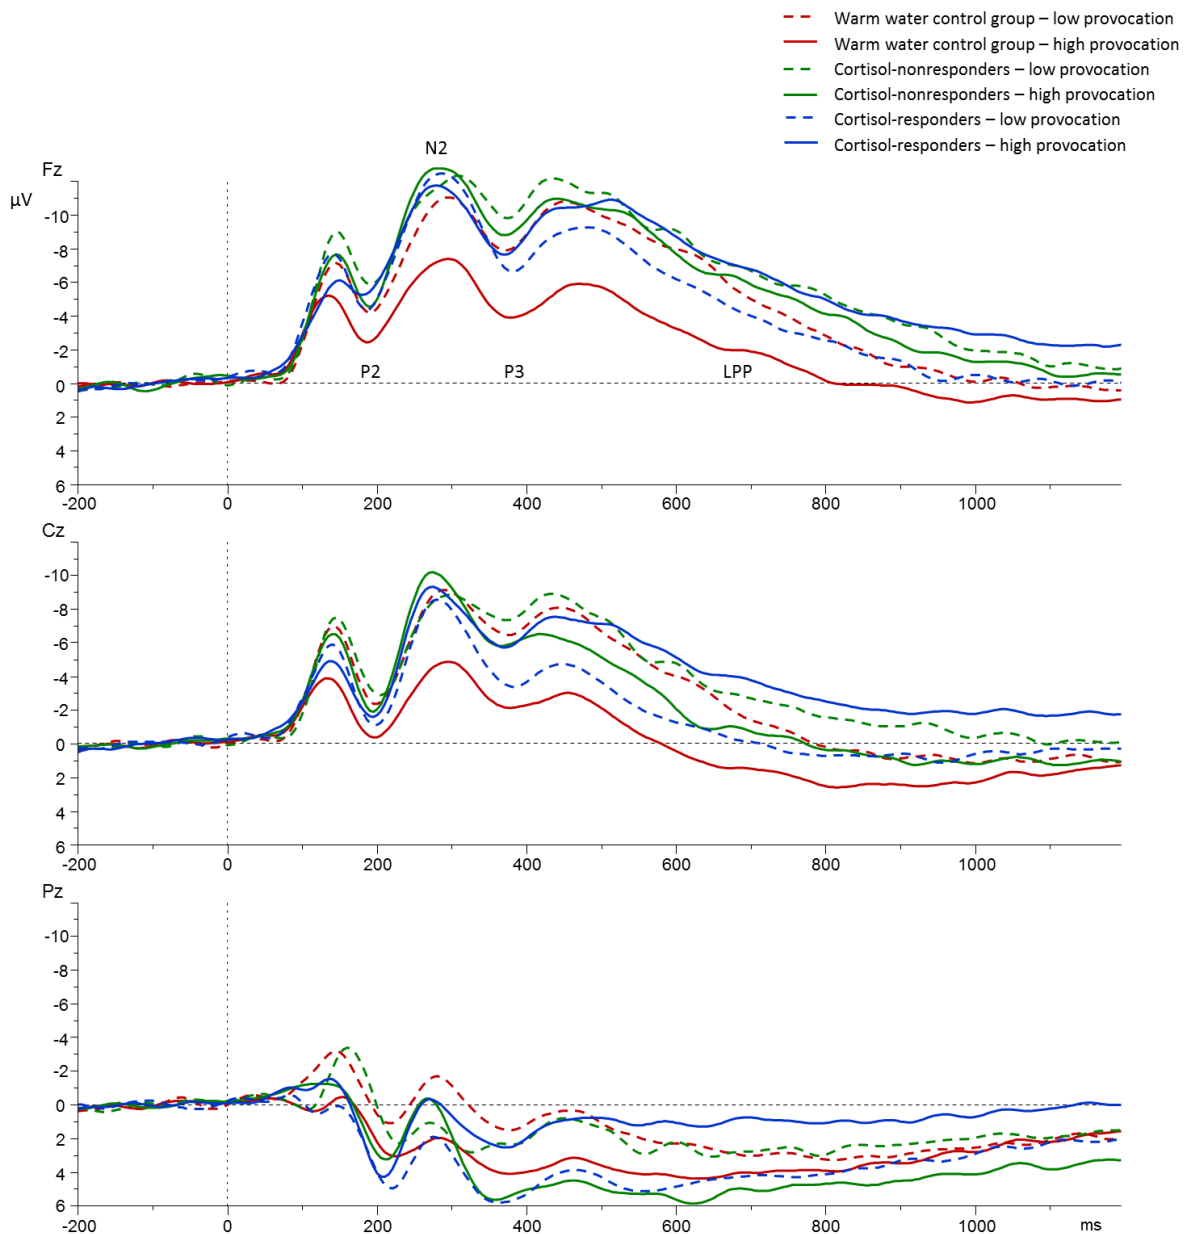 Warm water control group – low provocation
Warm water control group – high provocation
Cortisol-nonresponders – low provocation
Cortisol-nonresponders – high provocation
Cortisol-responders – low provocation
Cortisol-responders – high provocation
N2
Fz
µV
-10
-8
-6
-4
-2
P2 P3 LPP
0
2
4
6
-200 0 200 400 600 800 1000
Cz
-10
-8
-6
-4
-2
0
2
4
6
-200 0 200 400 600 800 1000
Pz
-10
-8
-6
-4
-2
0
2
4
6
-200 0 200 400 600 800 1000 ms